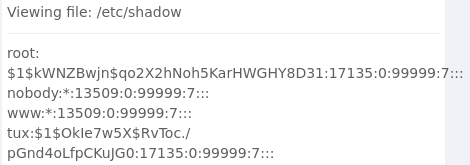 Viewing file: /etc/shadow
root:
$1$kWNZBwjn$qo2X2hNoh5KarHWGHY8D31:17135:0:99999:7:::
nobody:*:13509:0:99999:7:::
www:*:13509:0:99999:7:::
tux:$1$OkIe7w5X$RvToc./
pGnd4oLfpCKuJG0:17135:0:99999:7:::